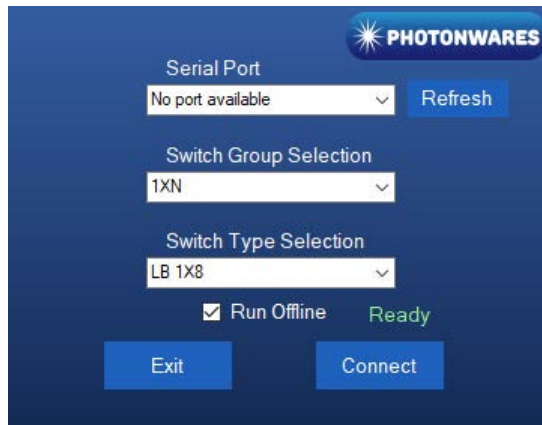 PHOTONWARES
Serial Port
No port available
Refresh
Switch Group Selection
1XN
Switch Type Selection
LB 1X8
Run Offline
Ready
Exit
Connect